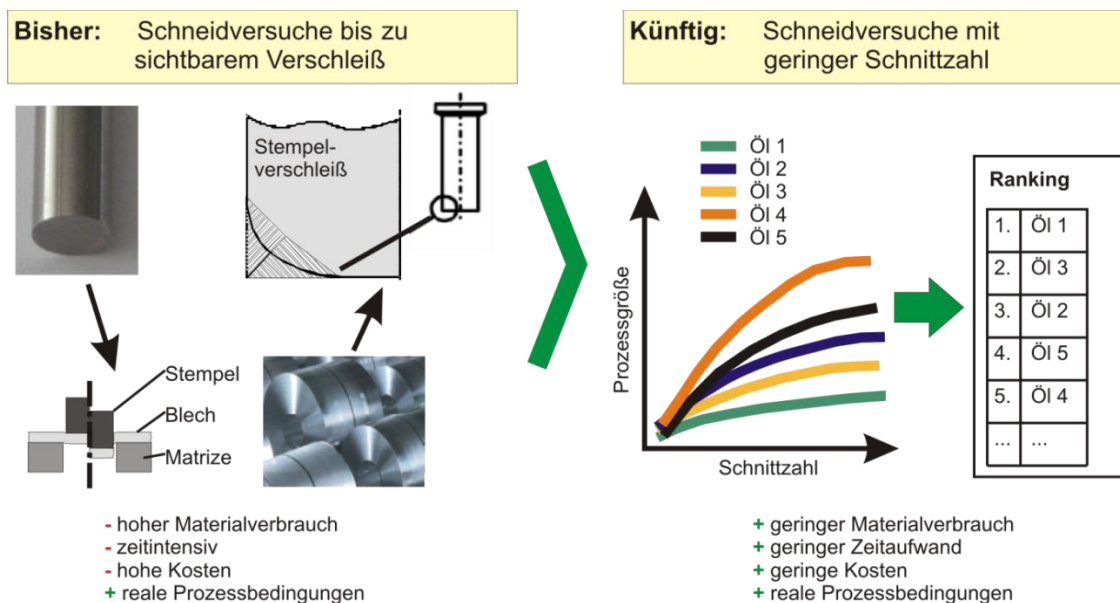 Bisher: Schneidversuche bis zu
sichtbarem Verschleiß
Stempel-
verschleiß
Stempel
Blech
Matrize
- hoher Materialverbrauch
- zeitintensiv
- hohe Kosten
+ reale Prozessbedingungen
Künftig: Schneidversuche mit
geringer Schnittzahl
Öl 1
Öl 2
Öl 3
Öl 4
Öl 5
Prozessgröße
Schnittzahl
Ranking
1. Öl 1
2. Öl 3
3. Öl 2
4. Öl 5
5. Öl 4
... ...
+ geringer Materialverbrauch
+ geringer Zeitaufwand
+ geringe Kosten
+ reale Prozessbedingungen